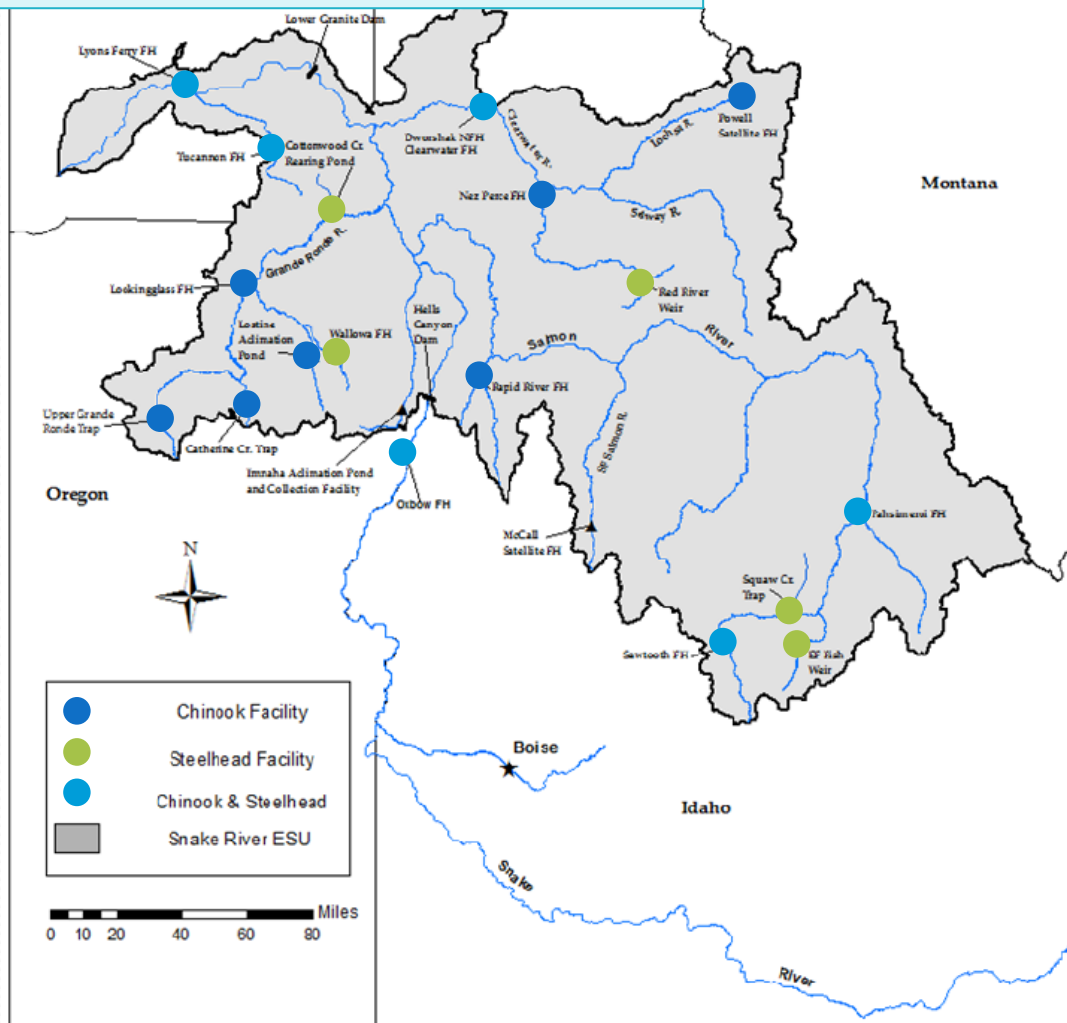 Lower Granite Dam
Lyons Ferry FH
Dworshak NFH
Clearwater FH
Clearwater R.
Lochsa R.
Powell
Satellite FH
Tucannon FH
Cottonwood Cr.
Rearing Pond
Montana
Nez Perce FH
Selway R.
Grande Ronde R.
Lookingglass FH
Red River
Weir
Hells
Canyon
Dam
Lostine
Aclimation
Pond
Wallowa FH
Salmon
River
Rapid River FH
Upper Grande
Ronde Trap
Catherine Cr. Trap
SF Salmon R.
Imnaha Aclimation Pond
and Collection Facility
Oregon
Oxbow FH
Pahsimeroi FH
McCall
Satellite FH
N
Squaw Cr.
Trap
Sawtooth FH
EF Fish
Weir
Chinook Facility
Steelhead Facility
Chinook & Steelhead
Snake River ESU
Boise
Idaho
Snake
River
Miles
0 10 20 40 60 80